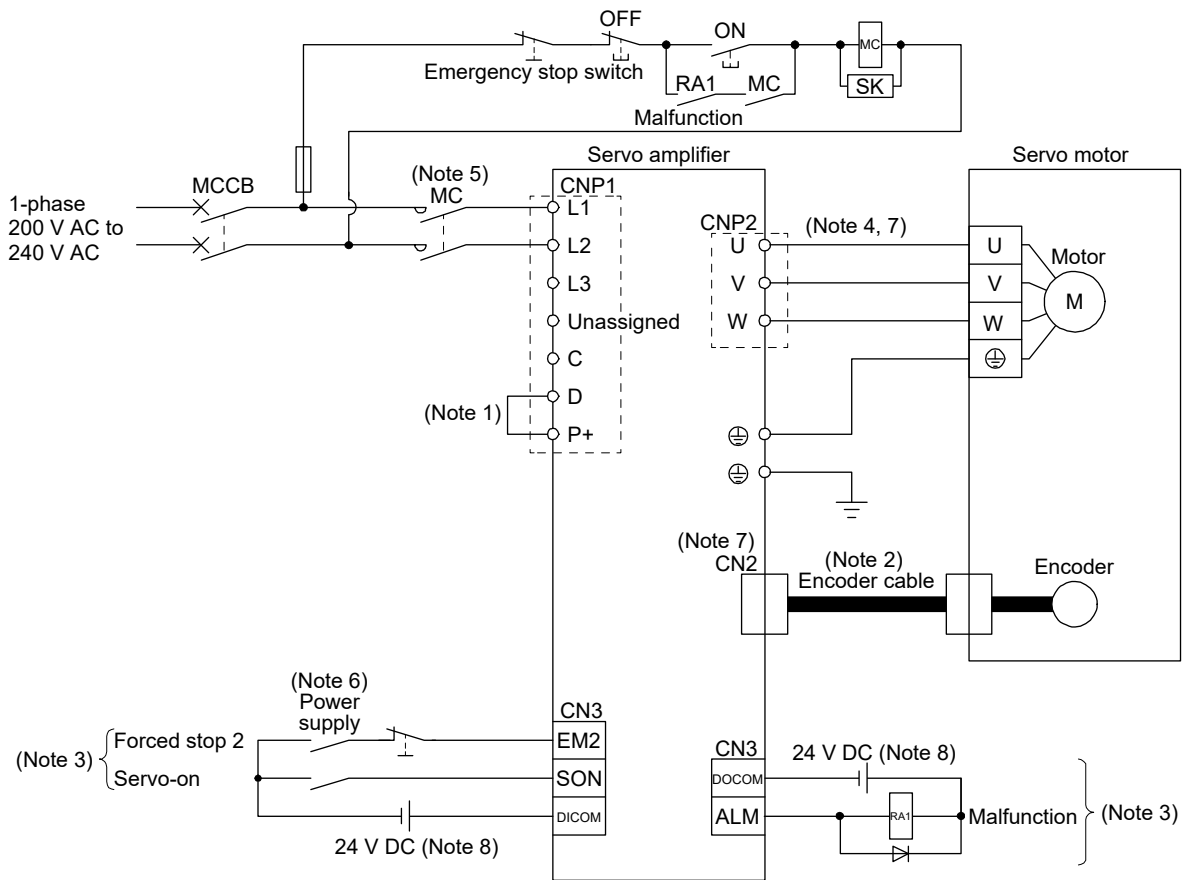 OFF
ON
MC
Emergency stop switch
RA1
MC
SK
Malfunction
Servo amplifier
Servo motor
1-phase
200 V AC to
240 V AC
MCCB
(Note 5)
MC
CNP1
L1
L2
L3
Unassigned
C
D
P+
(Note 1)
CNP2
U
V
W
(Note 4, 7)
U
V
W
Motor
M
(Note 7)
CN2
(Note 2)
Encoder cable
Encoder
(Note 3)
Forced stop 2
Servo-on
(Note 6)
Power
supply
CN3
EM2
SON
DICOM
24 V DC (Note 8)
CN3
DOCOM
ALM
24 V DC (Note 8)
RA1
Malfunction
(Note 3)